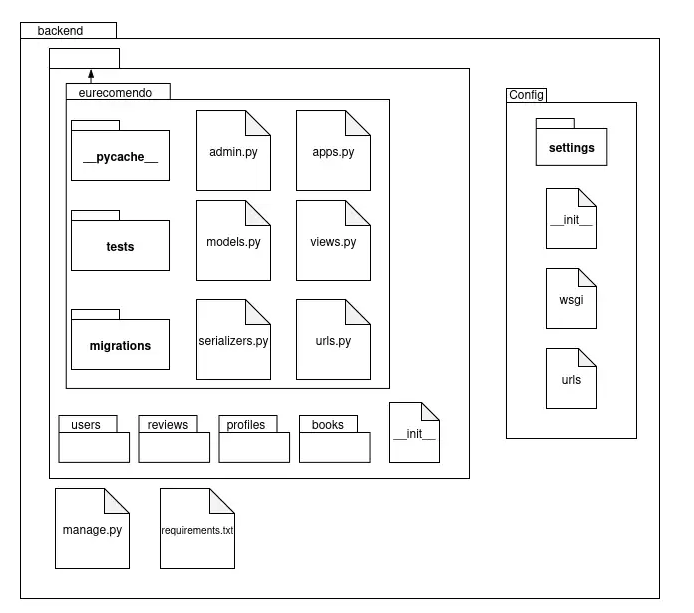 backend
Config
eurecomendo
settings
__pycache__
admin.py
apps.py
__init__
tests
models.py
views.py
wsgi
migrations
serializers.py
urls.py
urls
users
reviews
profiles
books
__init__
manage.py
requirements.txt